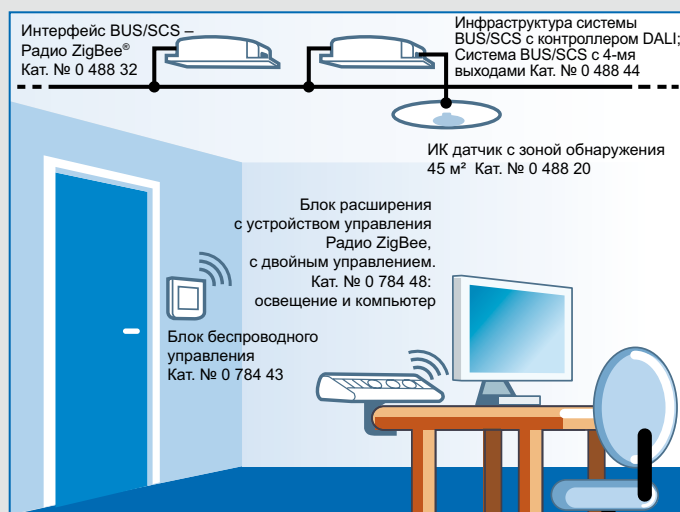 Интерфейс BUS/SCS –
Радио ZigBee®
Кат. № 0 488 32
Инфраструктура системы
BUS/SCS с контроллером DALI;
Система BUS/SCS с 4-мя
выходами Кат. № 0 488 44
ИК датчик с зоной обнаружения
45 м² Кат. № 0 488 20
Блок расширения
с устройством управления
Радио ZigBee,
с двойным управлением.
Кат. № 0 784 48:
освещение и компьютер
Блок беспроводного
управления
Кат. № 0 784 43